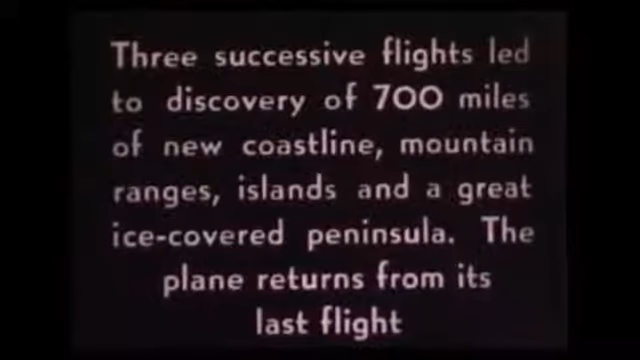 Three successive flights led
to discovery of 700 miles
of new coastline, mountain
ranges, islands and a great
ice-covered peninsula. The
plane returns from its
last flight